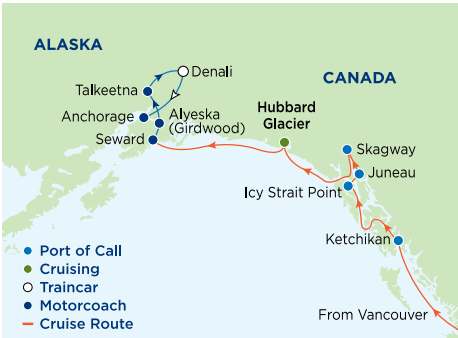 ALASKA
Denali
CANADA
Talkeetna
Hubbard
Glacier
Anchorage
Alyeska
(Girdwood)
Seward
Skagway
Juneau
Icy Strait Point
Ketchikan
Port of Call
Cruising
Traincar
Motorcoach
Cruise Route
From Vancouver